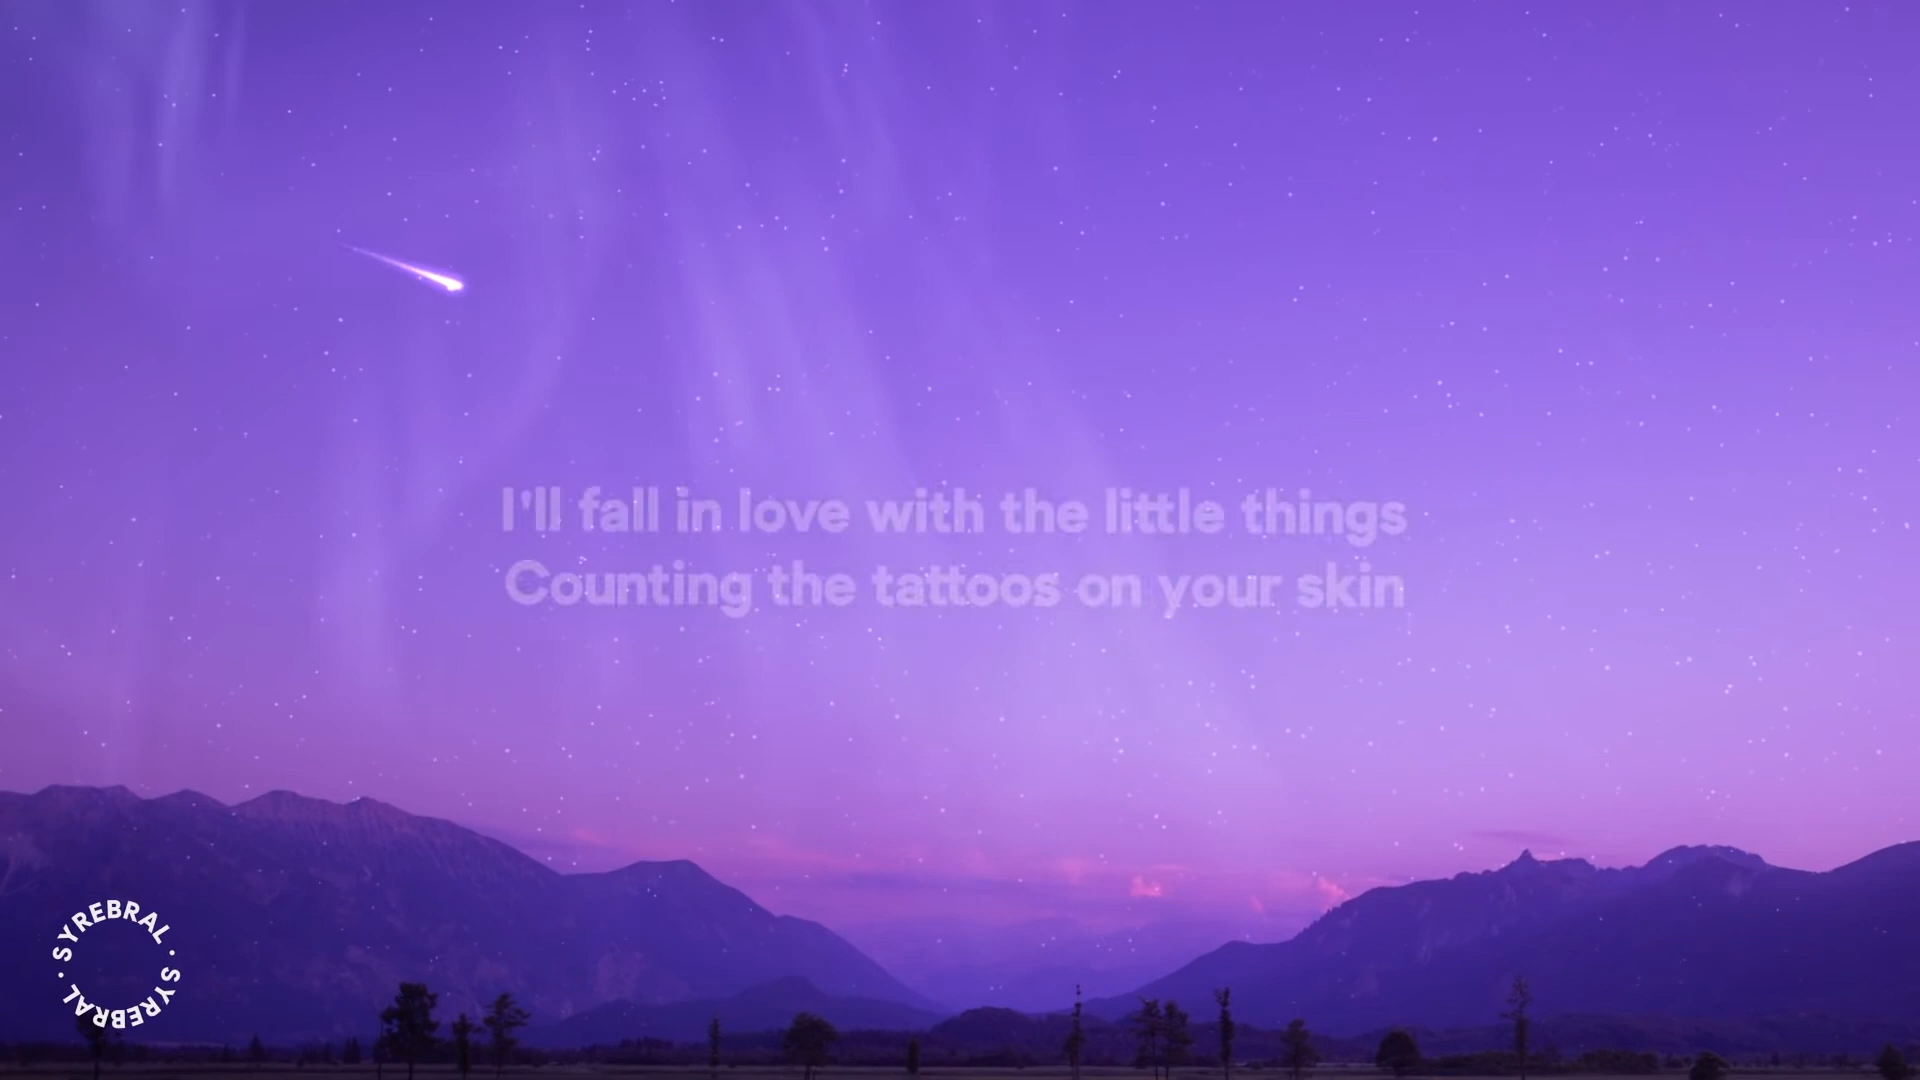 I'll fall in love with the little things
Counting the tattoos on your skin
SYREBRAL · SYREBRAL ·